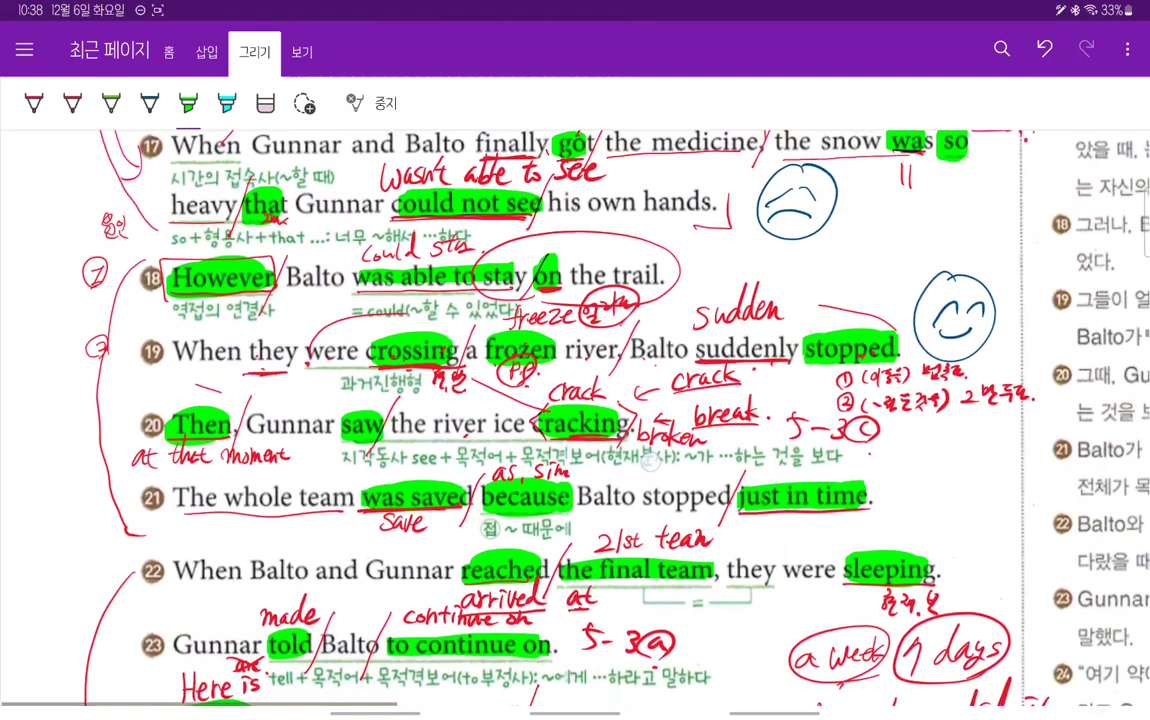 10:38 12월 6일 화요일 33%
최근 페이지 홈 삽입 그리기 보기
중지
17 When Gunnar and Balto finally got the medicine, the snow was so
시간의 접속사(~할 때) wasn't able to see
heavy that Gunnar could not see his own hands.
so+형용사+that …: 너무 ~해서 …하다
could stay
1
18 However, Balto was able to stay on the trail.
역접의 연결사 =could(~할 수 있었다)
freeze 얼리다 sudden
19 When they were crossing a frozen river, Balto suddenly stopped.
과거진행형 P.P
crack crack
20 Then, Gunnar saw the river ice cracking.
broken break 5-3 C
at that moment 지각동사 see+목적어+목적격보어(현재분사): ~가 …하는 것을 보다
as, sin
21 The whole team was saved because Balto stopped just in time.
save 접 ~ 때문에
21st team
22 When Balto and Gunnar reached the final team, they were sleeping.
arrived at =
made continue on
23 Gunnar told Balto to continue on. 5-3 a
a week 7 days
Here is tell+목적어+목적격보어(to부정사): ~에게 …하라고 말하다
았을 때,
는 자신의
18 그러나,
었다.
19 그들이 얼
Balto가
20 그때, Gu
는 것을 보
21 Balto가
전체가 목
22 Balto와
다랐을 때
23 Gunnar
말했다.
24 "여기 약